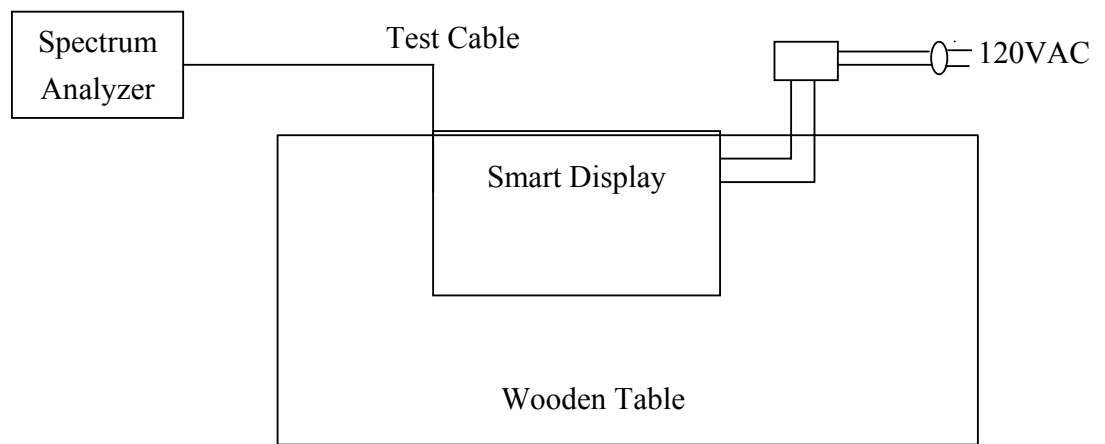 Spectrum
Analyzer
Test Cable
120VAC
Smart Display
Wooden Table